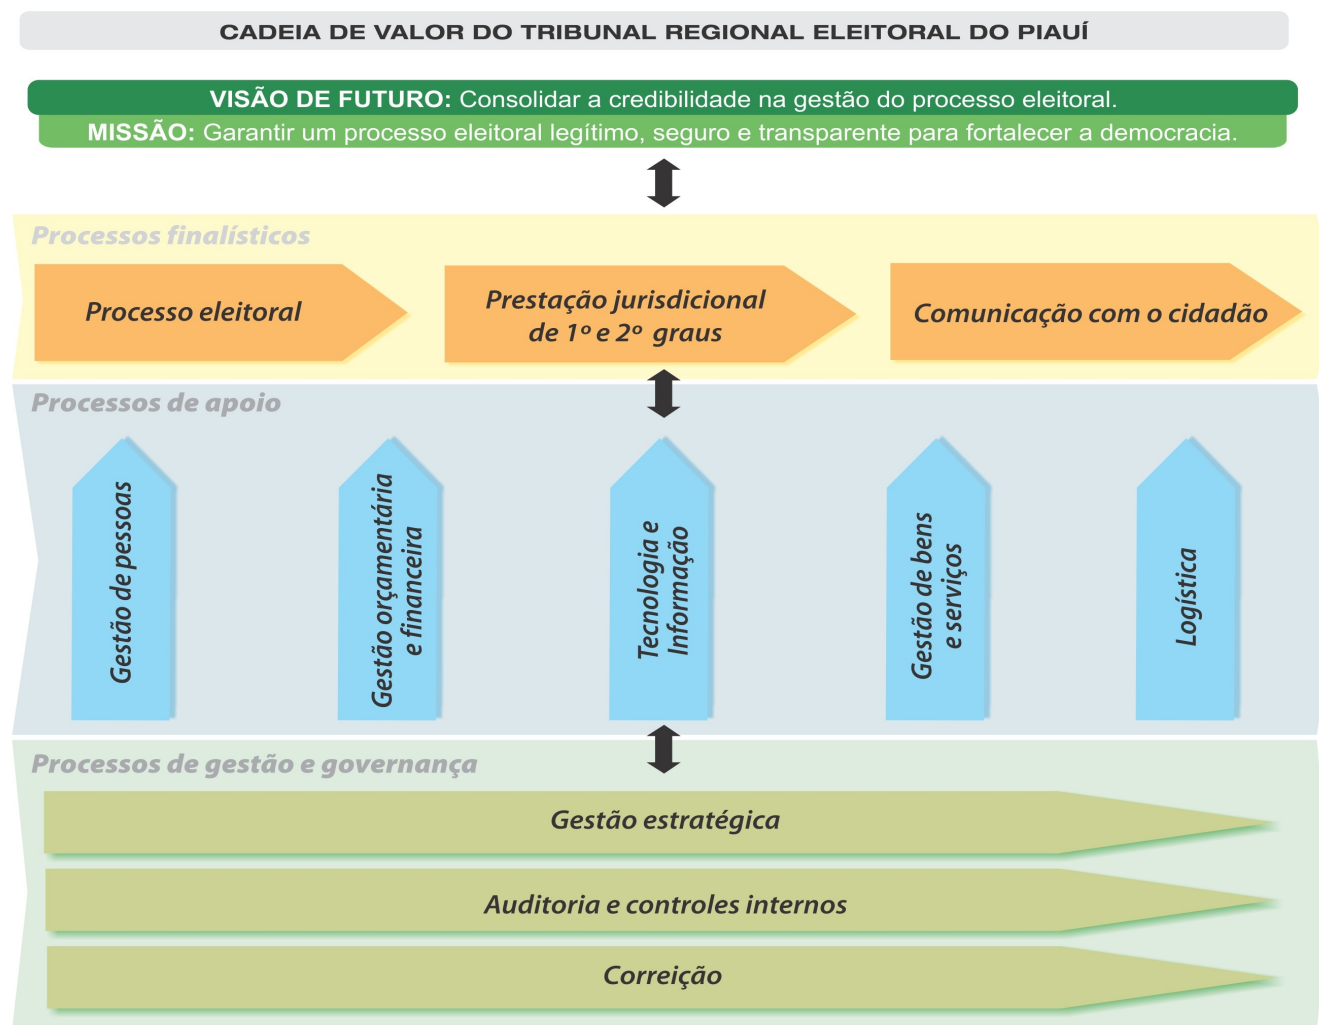 CADEIA DE VALOR DO TRIBUNAL REGIONAL ELEITORAL DO PIAUÍ
VISÃO DE FUTURO: Consolidar a credibilidade na gestão do processo eleitoral.
MISSÃO: Garantir um processo eleitoral legítimo, seguro e transparente para fortalecer a democracia.
Processos finalísticos
Processo eleitoral
Prestação jurisdicional
de 1º e 2º graus
Comunicação com o cidadão
Processos de apoio
Gestão de pessoas
Gestão orçamentária
e financeira
Tecnologia e
Informação
Gestão de bens
e serviços
Logística
Processos de gestão e governança
Gestão estratégica
Auditoria e controles internos
Correição